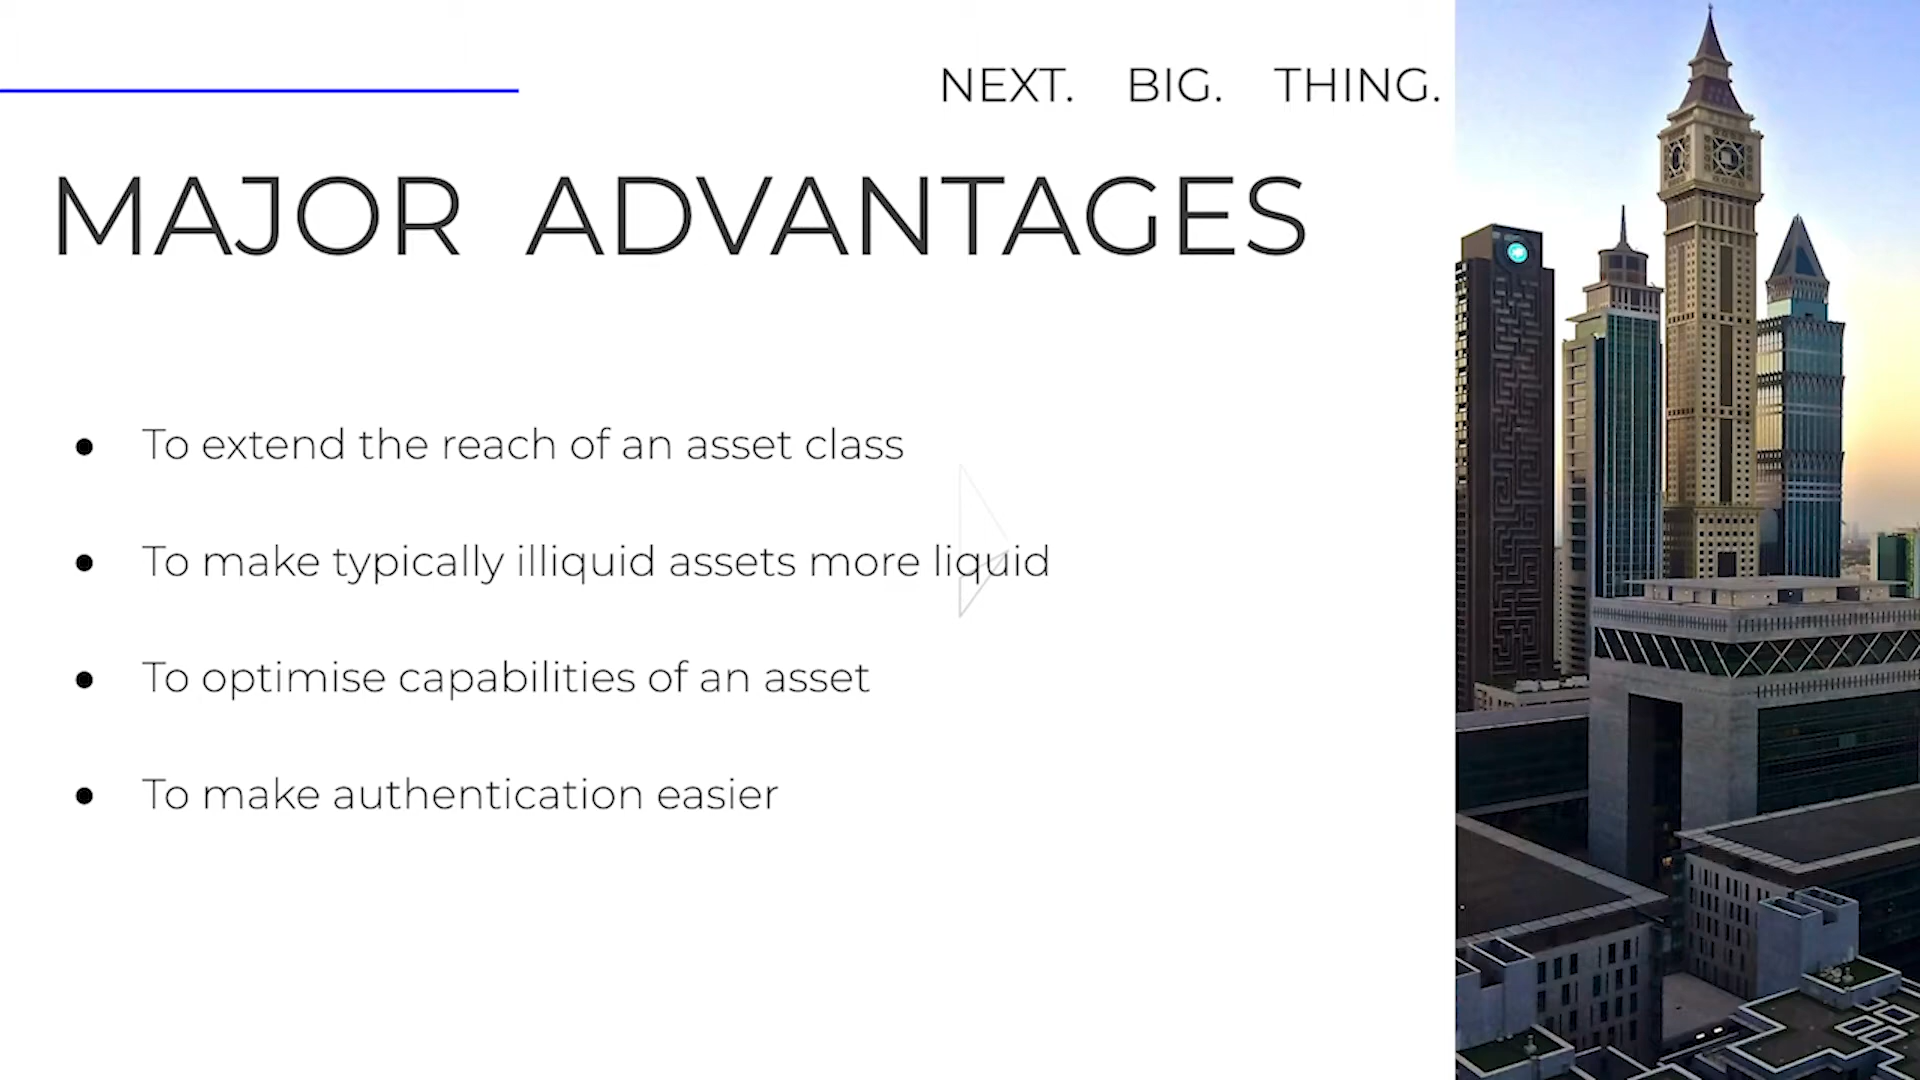 NEXT. BIG. THING.
MAJOR ADVANTAGES
● To extend the reach of an asset class
● To make typically illiquid assets more liquid
● To optimise capabilities of an asset
● To make authentication easier